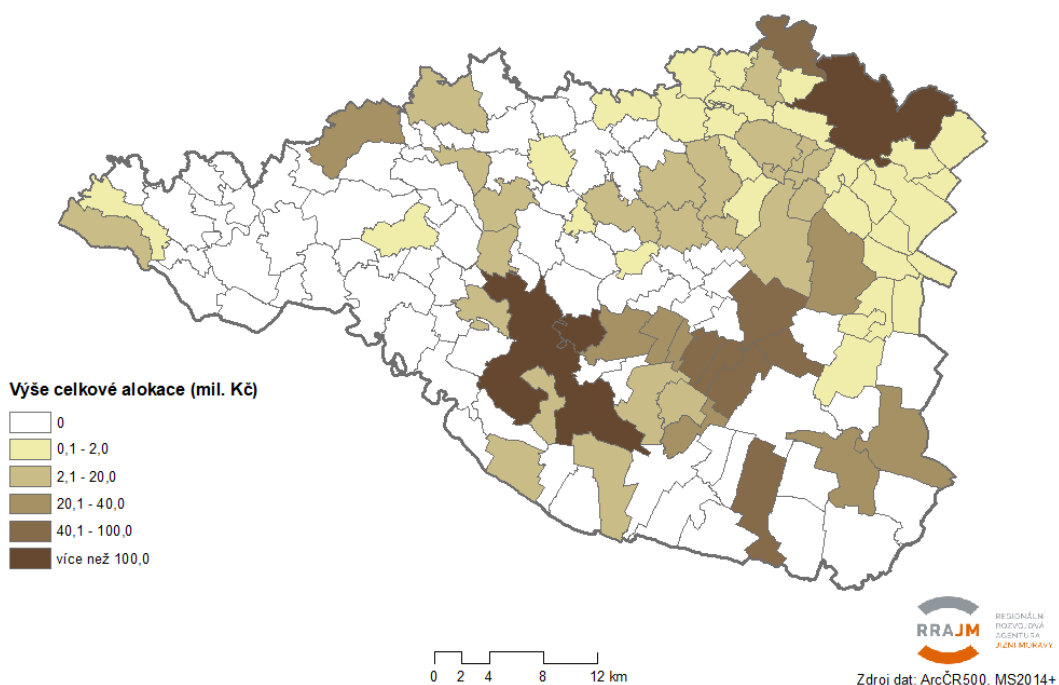 Výše celkové alokace (mil. Kč)
0
0,1 - 2,0
2,1 - 20,0
20,1 - 40,0
40,1 - 100,0
více než 100,0
0 2 4 8 12 km
RRAJM
REGIONÁLNÍ
ROZVOJOVÁ
AGENTURA
JIŽNÍ MORAVY
Zdroj dat: ArcČR500, MS2014+